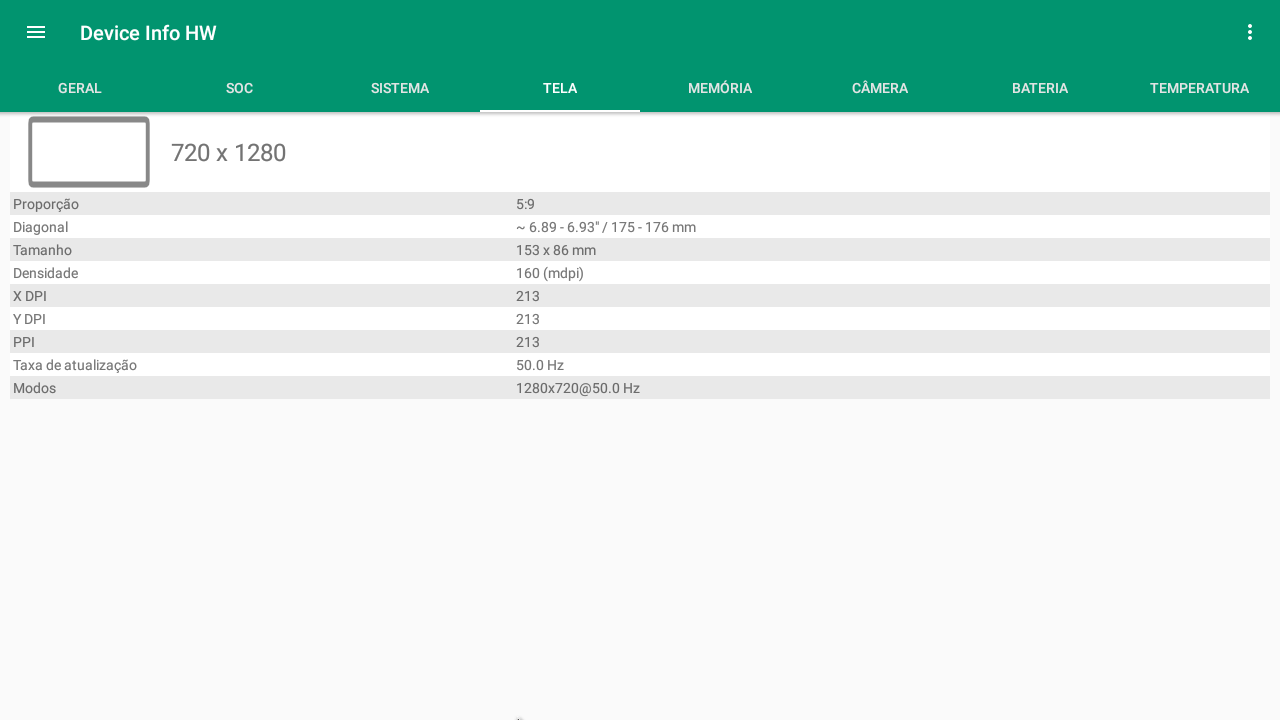 Device Info HW
GERAL SOC SISTEMA TELA MEMÓRIA CÂMERA BATERIA TEMPERATURA
720 x 1280
Proporção 5:9
Diagonal ~ 6.89 - 6.93" / 175 - 176 mm
Tamanho 153 x 86 mm
Densidade 160 (mdpi)
X DPI 213
Y DPI 213
PPI 213
Taxa de atualização 50.0 Hz
Modos 1280x720@50.0 Hz